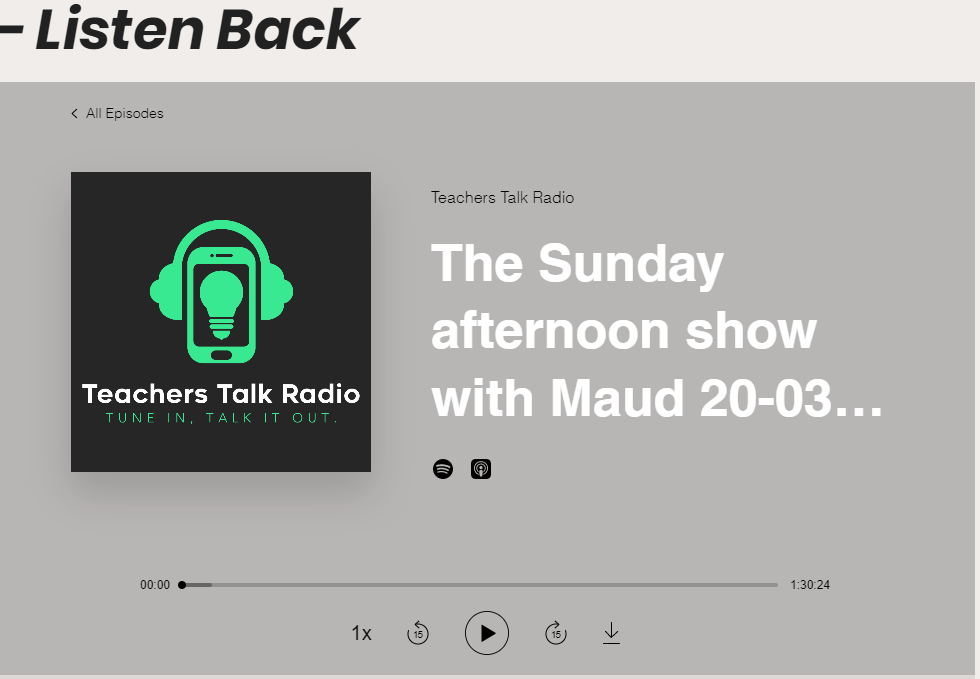 – Listen Back
All Episodes
Teachers Talk Radio
TUNE IN, TALK IT OUT.
Teachers Talk Radio
The Sunday
afternoon show
with Maud 20-03...
00:00
1:30:24
1x
15
15